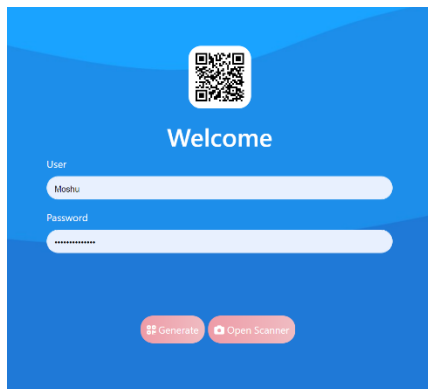 Welcome
User
Moshu
Password
••••••••••••••
Generate
Open Scanner